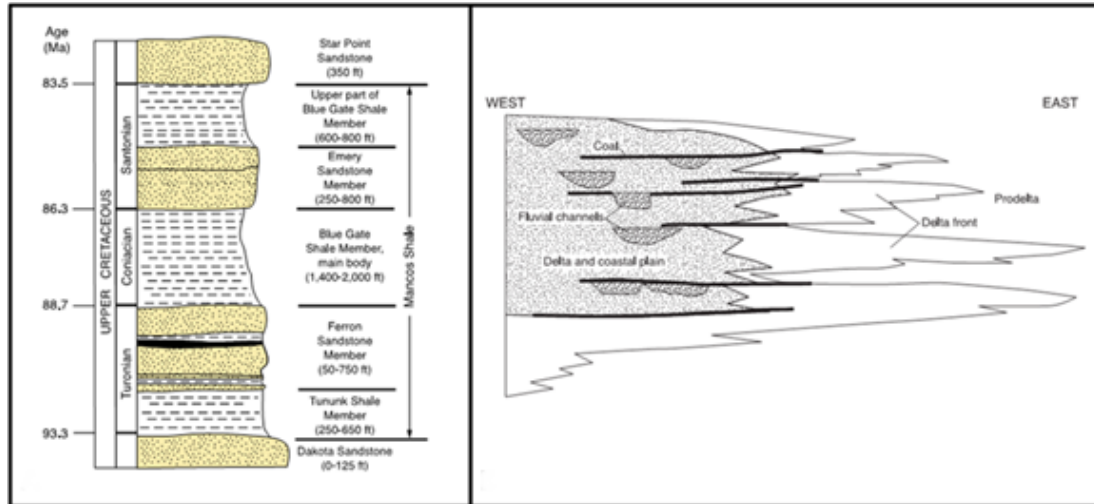 Age
(Ma)
83.5
86.3
88.7
93.3
UPPER CRETACEOUS
Santonian
Coniacian
Turonian
Star Point
Sandstone
(350 ft)
Upper part of
Blue Gate Shale
Member
(600-800 ft)
Emery
Sandstone
Member
(250-800 ft)
Blue Gate
Shale Member,
main body
(1,400-2,000 ft)
Ferron
Sandstone
Member
(50-750 ft)
Tununk Shale
Member
(250-650 ft)
Dakota Sandstone
(0-125 ft)
Mancos Shale
WEST
EAST
Coal
Fluvial channels
Delta and coastal plain
Prodelta
Delta front